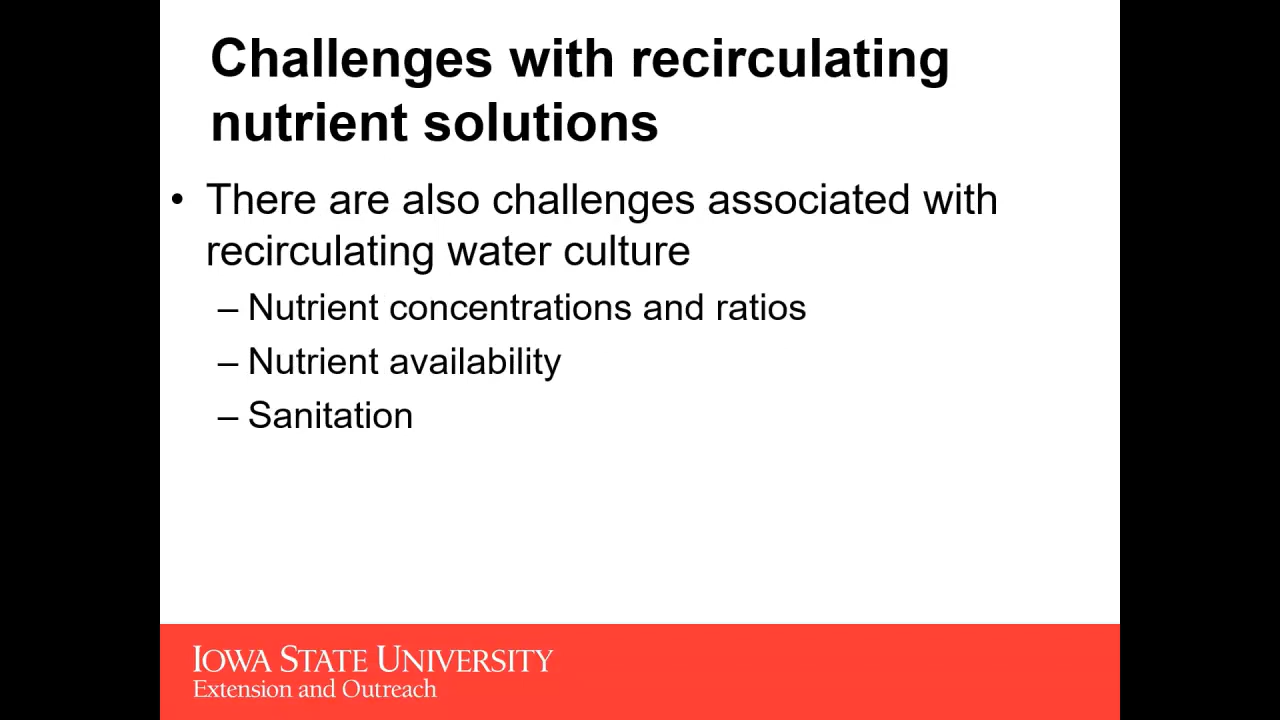 Challenges with recirculating
nutrient solutions
• There are also challenges associated with
recirculating water culture
– Nutrient concentrations and ratios
– Nutrient availability
– Sanitation
IOWA STATE UNIVERSITY
Extension and Outreach